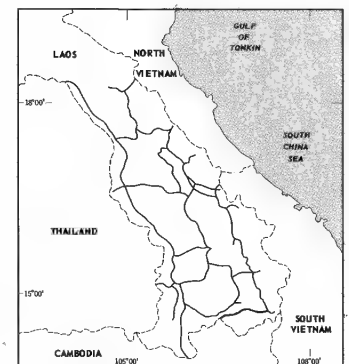 GULF
OF
TONKIN
LAOS
NORTH
VIETNAM
18°00'
SOUTH
CHINA
SEA
THAILAND
15°00'
SOUTH
VIETNAM
CAMBODIA
105°00'
108°00'